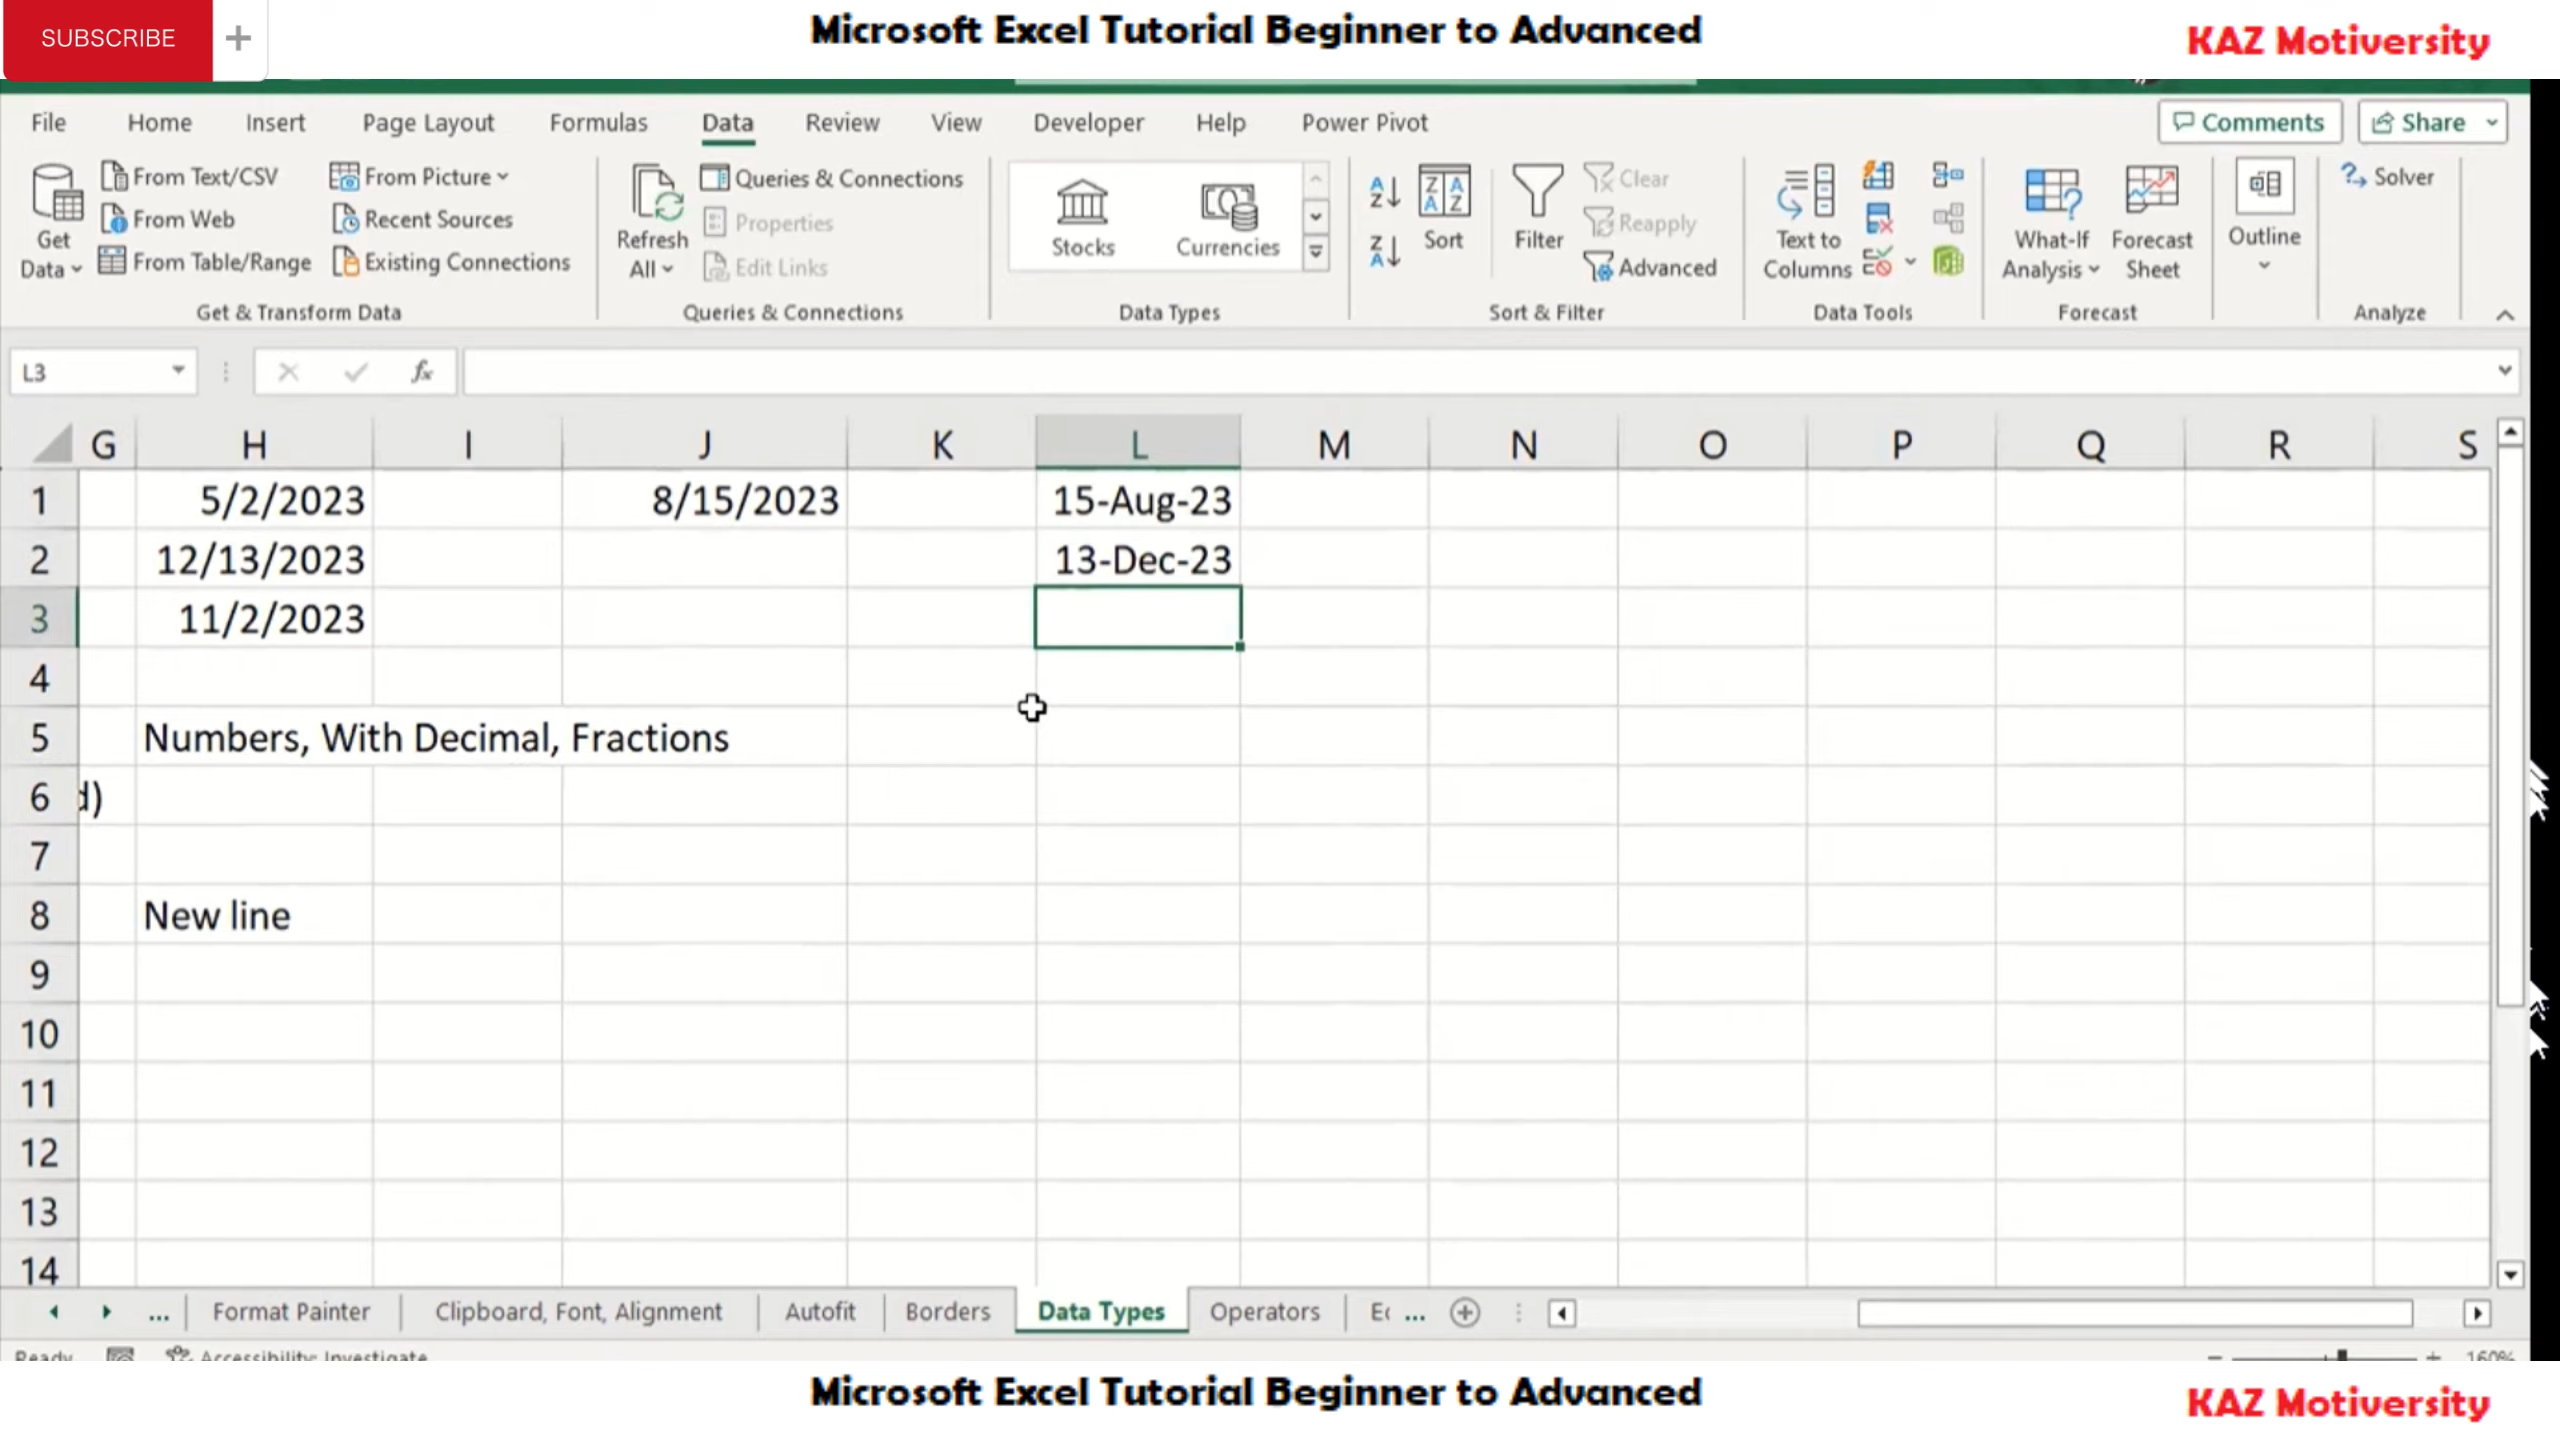 SUBSCRIBE +
Microsoft Excel Tutorial Beginner to Advanced
KAZ Motiversity
File Home Insert Page Layout Formulas Data Review View Developer Help Power Pivot Comments Share
From Text/CSV From Picture
From Web Recent Sources
From Table/Range Existing Connections
Get Data
Get & Transform Data
Refresh All
Queries & Connections
Properties
Edit Links
Queries & Connections
Stocks Currencies
Data Types
Sort Filter
Clear
Reapply
Advanced
Sort & Filter
Text to Columns
Data Tools
What-If Analysis
Forecast Sheet
Forecast
Outline
Solver
Analyze
L3 fx
G H I J K L M N O P Q R S
1 5/2/2023 8/15/2023 15-Aug-23
2 12/13/2023 13-Dec-23
3 11/2/2023
4
5 Numbers, With Decimal, Fractions
6 d)
7
8 New line
9
10
11
12
13
14
... Format Painter Clipboard, Font, Alignment Autofit Borders Data Types Operators ...
Ready Accessibility: Investigate 160%
Microsoft Excel Tutorial Beginner to Advanced
KAZ Motiversity